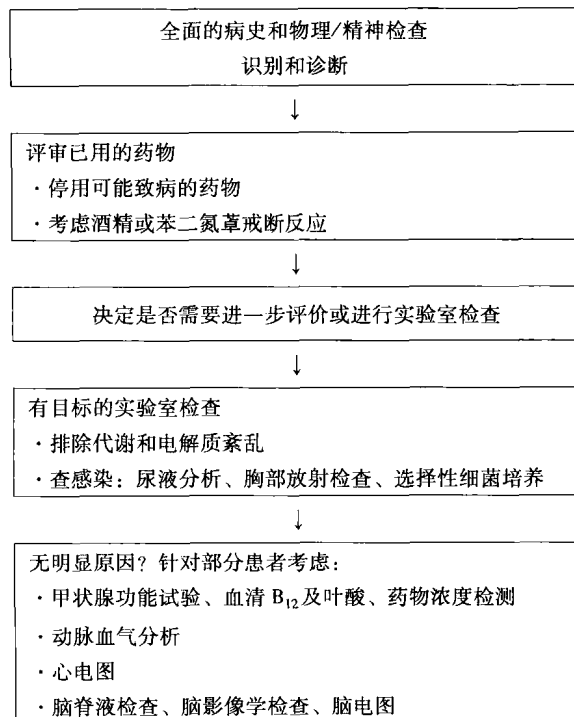 全面的病史和物理/精神检查
识别和诊断
↓
评审已用的药物
·停用可能致病的药物
·考虑酒精或苯二氮䓬戒断反应
↓
决定是否需要进一步评价或进行实验室检查
↓
有目标的实验室检查
·排除代谢和电解质紊乱
·查感染：尿液分析、胸部放射检查、选择性细菌培养
↓
无明显原因？针对部分患者考虑：
·甲状腺功能试验、血清 B₁₂及叶酸、药物浓度检测
·动脉血气分析
·心电图
·脑脊液检查、脑影像学检查、脑电图